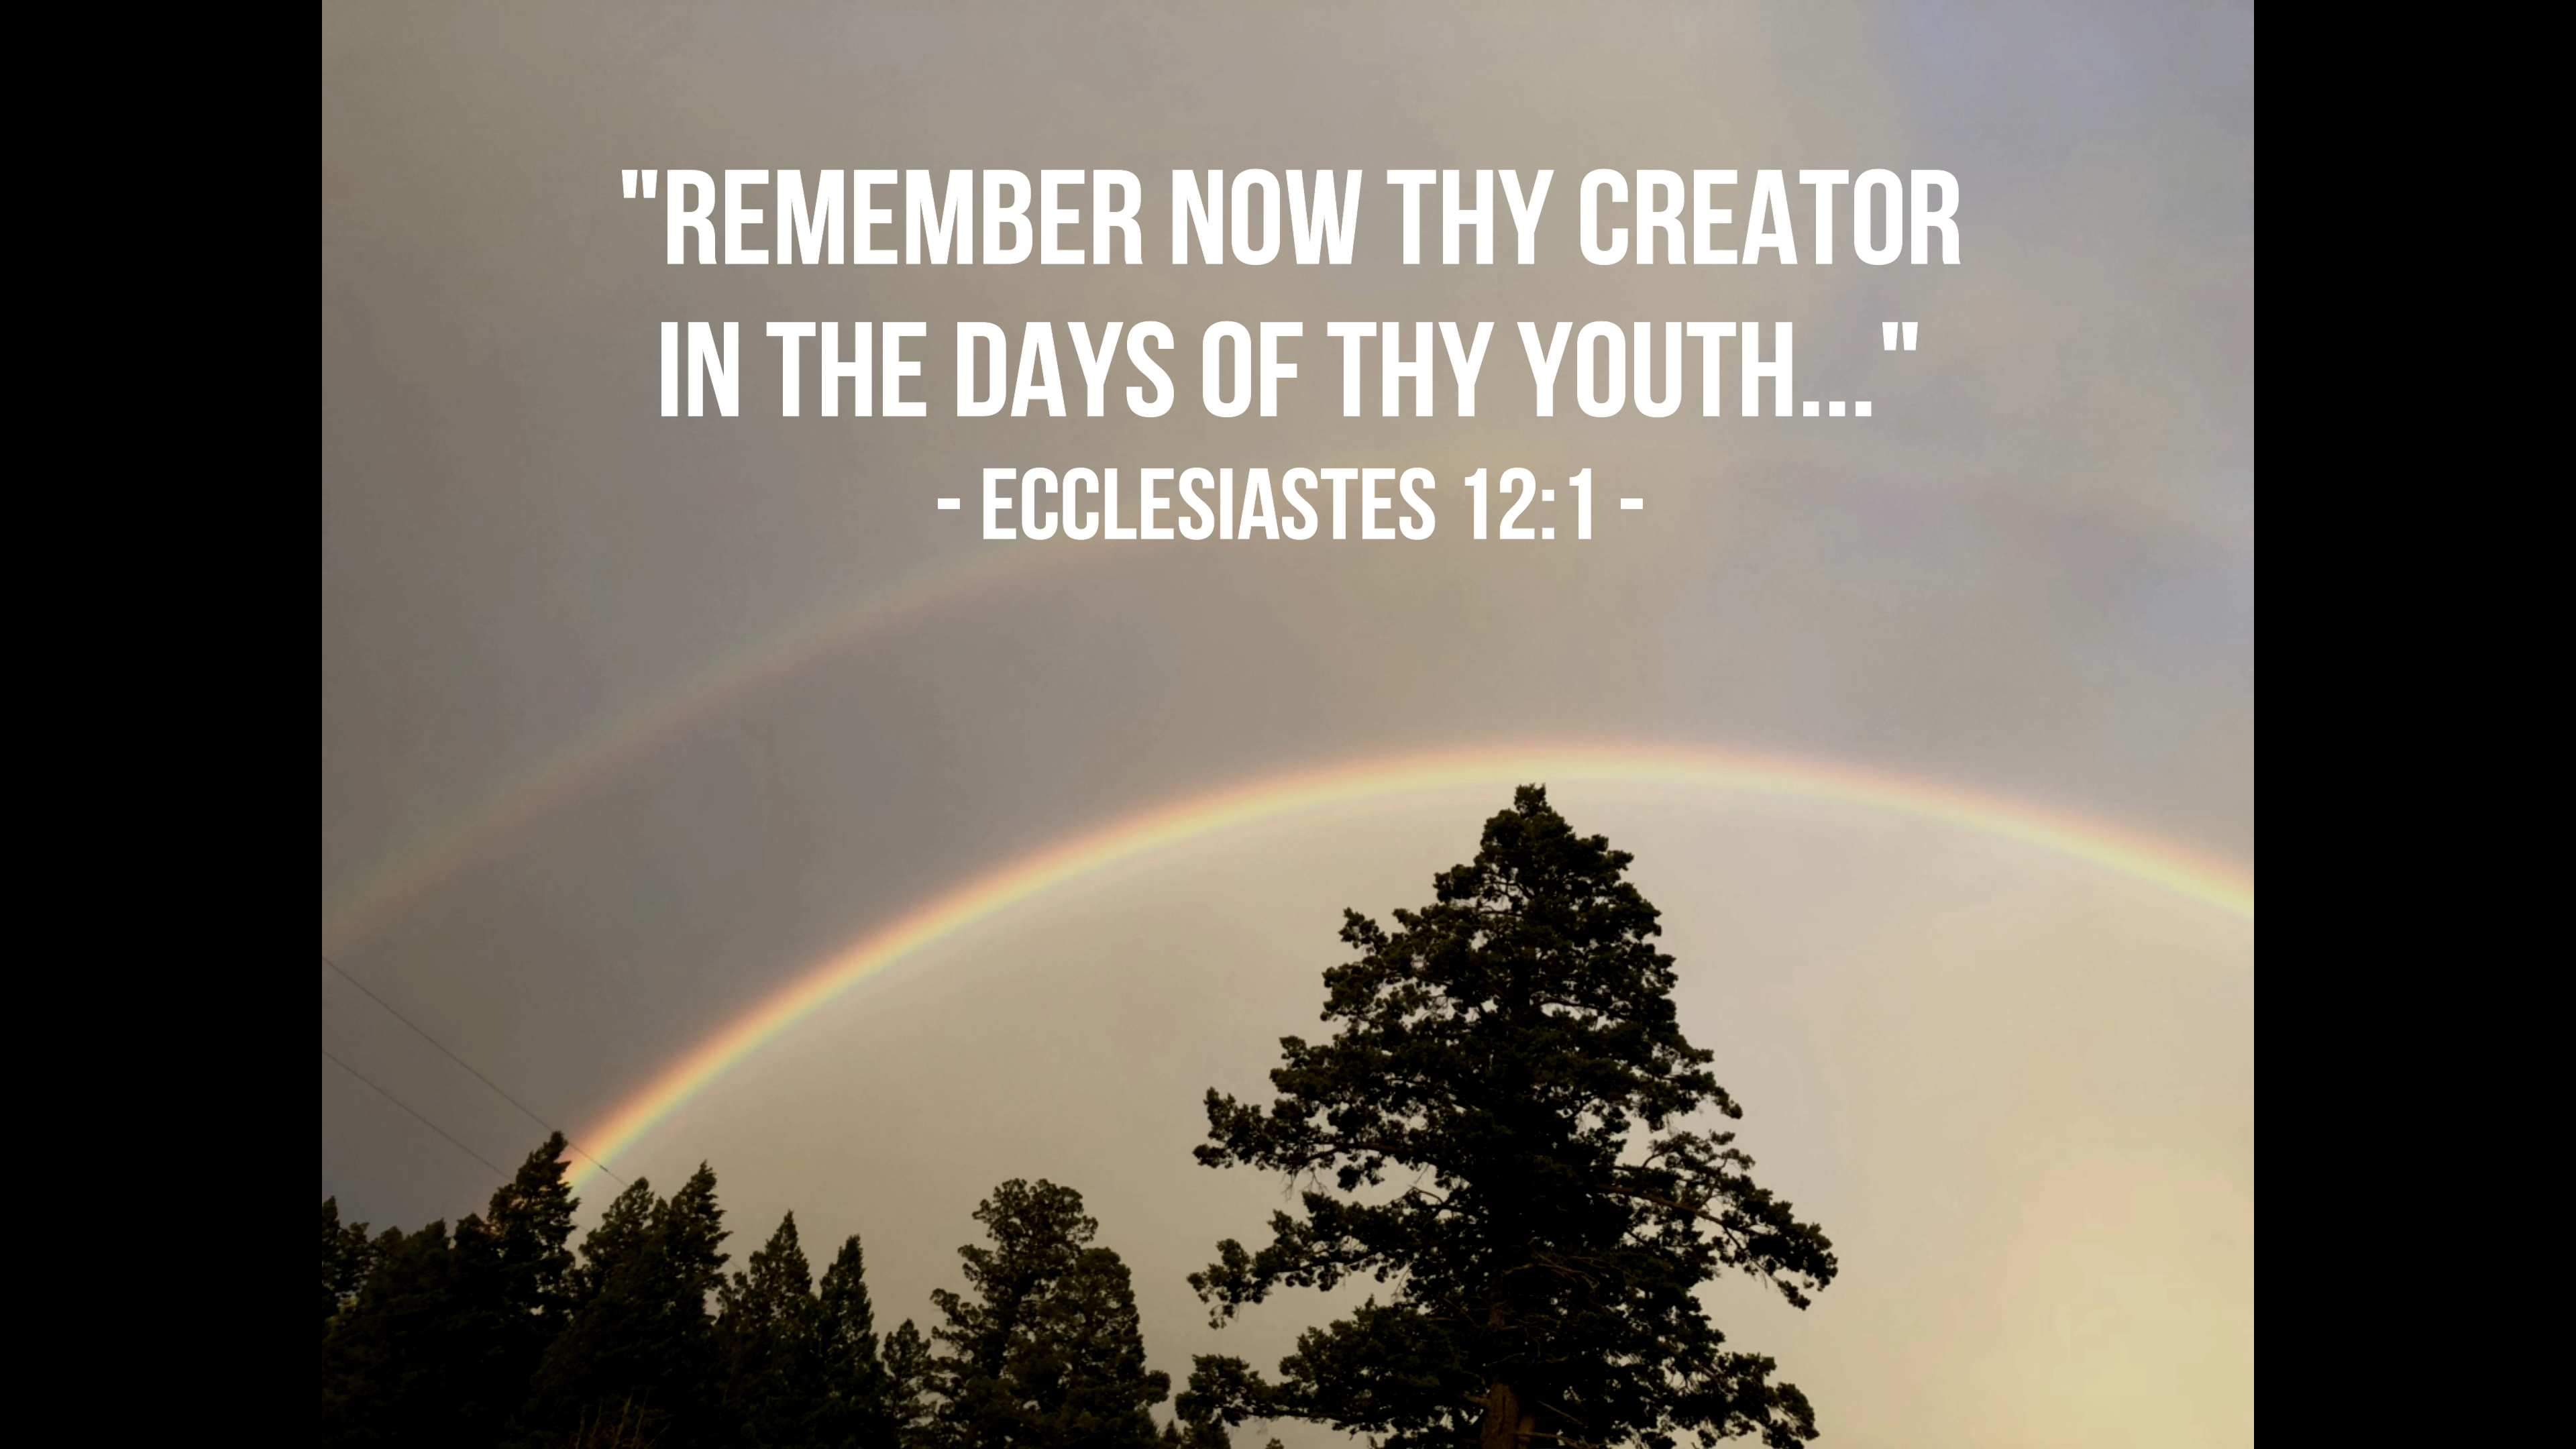 "REMEMBER NOW THY CREATOR
IN THE DAYS OF THY YOUTH..."
- ECCLESIASTES 12:1 -